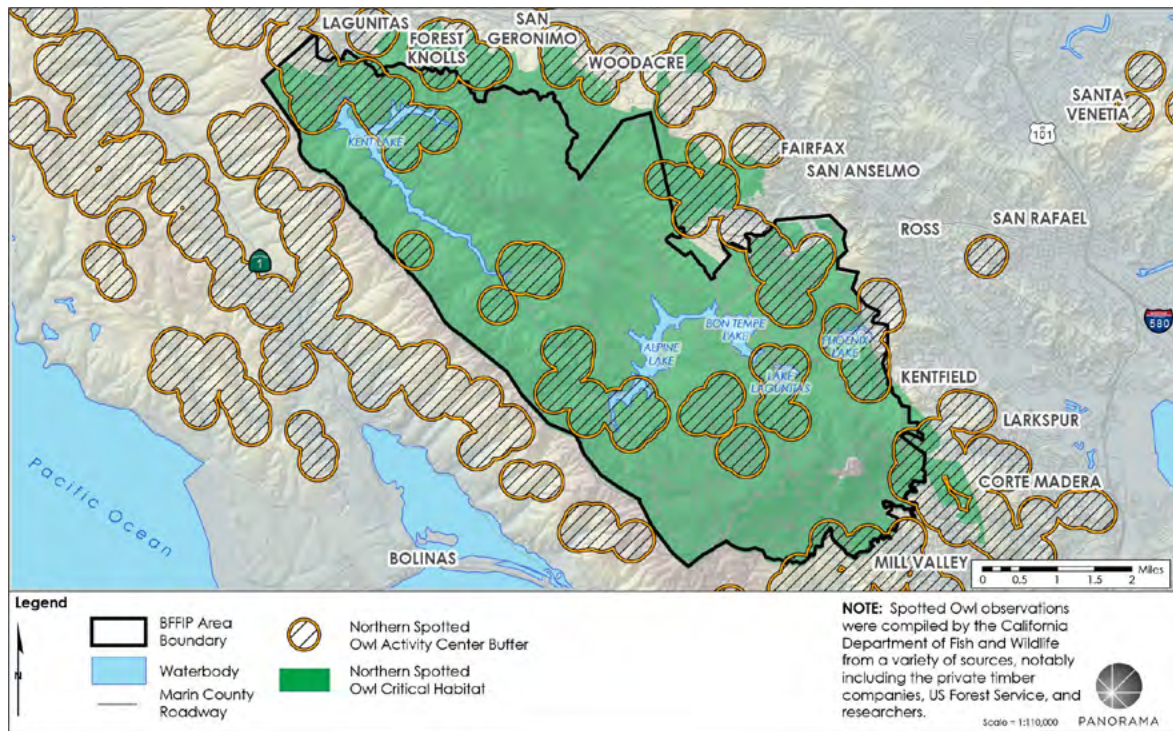 LAGUNITAS
FOREST
KNOLLS
SAN
GERONIMO
WOODACRE
SANTA
VENETIA
US
101
KENT LAKE
FAIRFAX
SAN ANSELMO
ROSS
SAN RAFAEL
1
580
ALPINE
LAKE
BON TEMPE
LAKE
PHOENIX
LAKE
LAKE
LAGUNITAS
KENTFIELD
LARKSPUR
CORTE MADERA
Pacific Ocean
BOLINAS
MILL VALLEY
Miles
0 0.5 1 1.5 2
Legend
N
BFFIP Area
Boundary
Waterbody
Marin County
Roadway
Northern Spotted
Owl Activity Center Buffer
Northern Spotted
Owl Critical Habitat
NOTE: Spotted Owl observations
were compiled by the California
Department of Fish and Wildlife
from a variety of sources, notably
including the private timber
companies, US Forest Service, and
researchers.
Scale = 1:110,000
PANORAMA